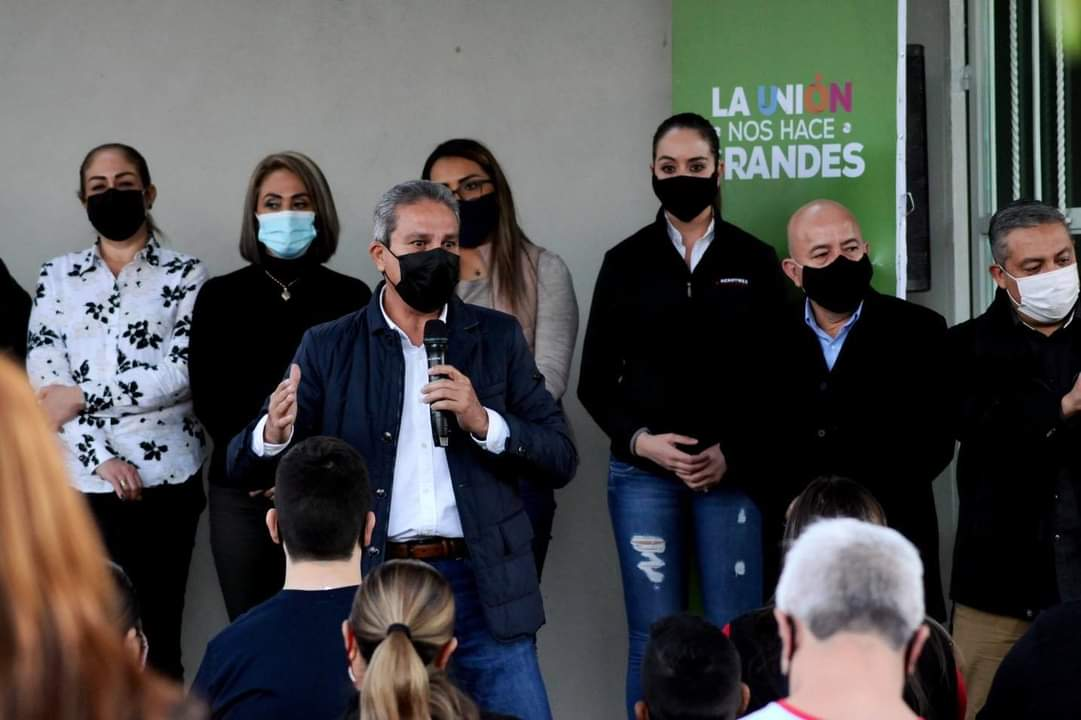 LA UNIÓN
NOS HACE
GRANDES